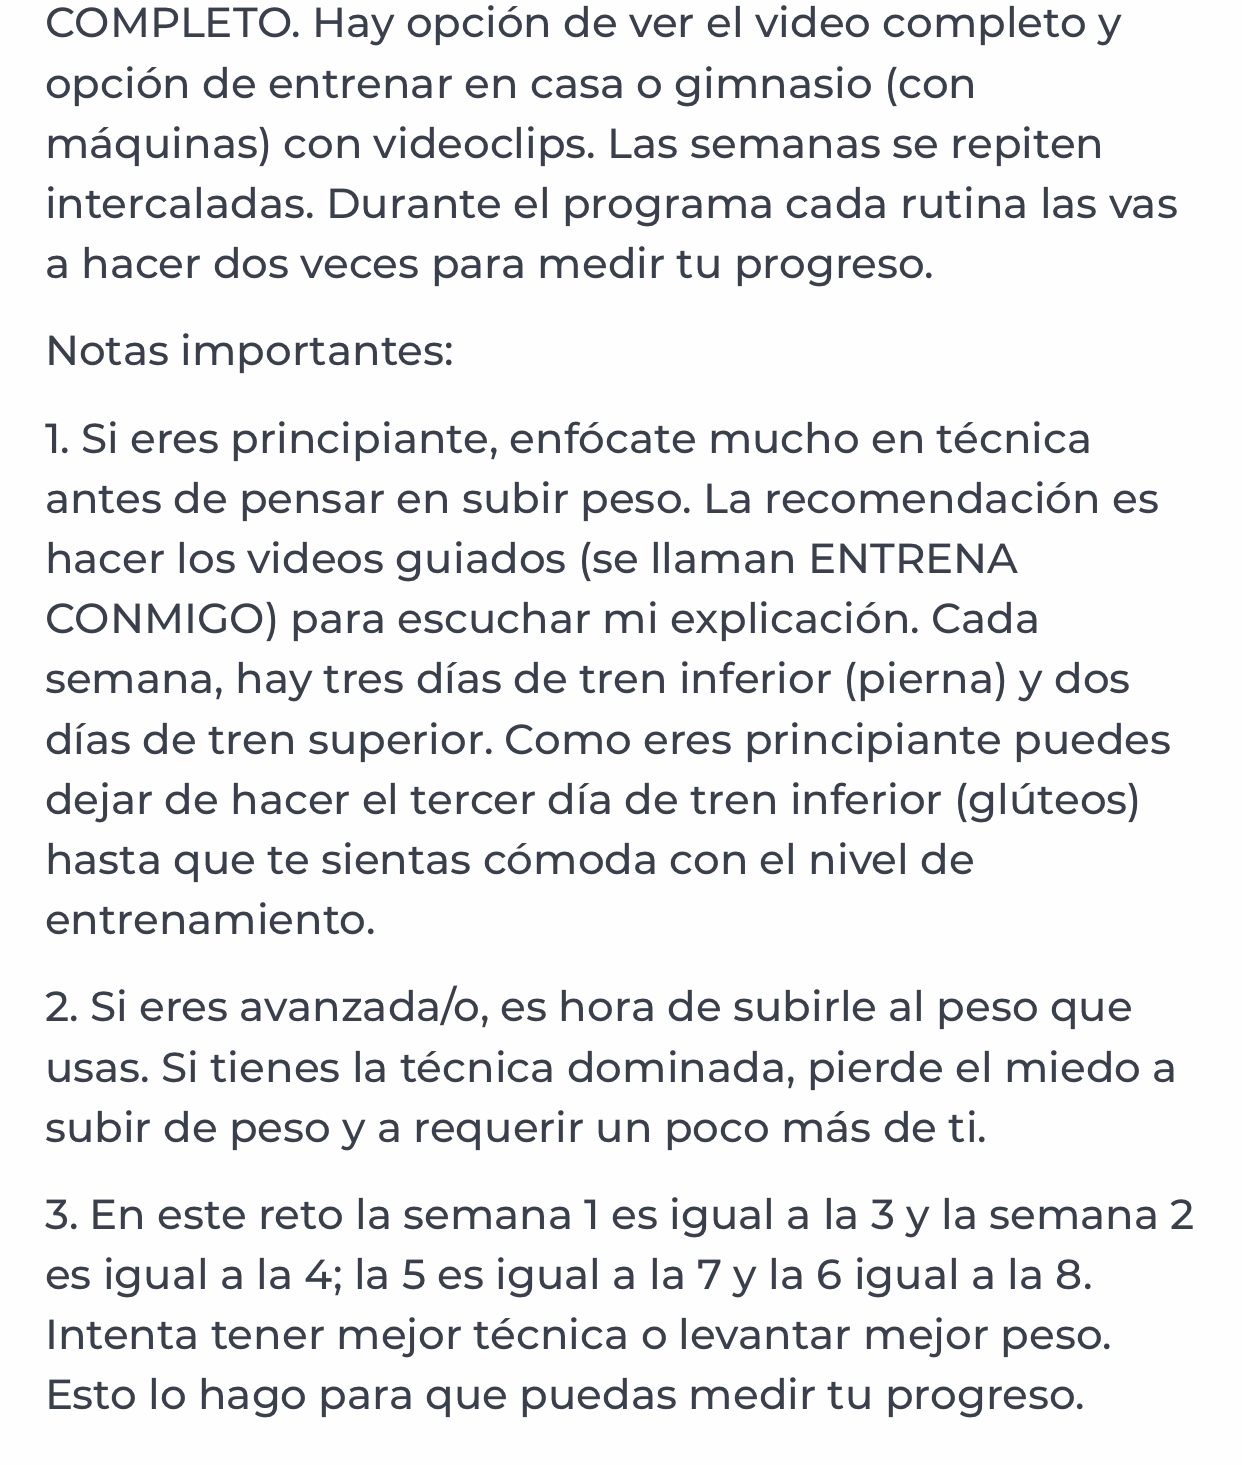 COMPLETO. Hay opción de ver el video completo y
opción de entrenar en casa o gimnasio (con
máquinas) con videoclips. Las semanas se repiten
intercaladas. Durante el programa cada rutina las vas
a hacer dos veces para medir tu progreso.
Notas importantes:
1. Si eres principiante, enfócate mucho en técnica
antes de pensar en subir peso. La recomendación es
hacer los videos guiados (se llaman ENTRENA
CONMIGO) para escuchar mi explicación. Cada
semana, hay tres días de tren inferior (pierna) y dos
días de tren superior. Como eres principiante puedes
dejar de hacer el tercer día de tren inferior (glúteos)
hasta que te sientas cómoda con el nivel de
entrenamiento.
2. Si eres avanzada/o, es hora de subirle al peso que
usas. Si tienes la técnica dominada, pierde el miedo a
subir de peso y a requerir un poco más de ti.
3. En este reto la semana 1 es igual a la 3 y la semana 2
es igual a la 4; la 5 es igual a la 7 y la 6 igual a la 8.
Intenta tener mejor técnica o levantar mejor peso.
Esto lo hago para que puedas medir tu progreso.